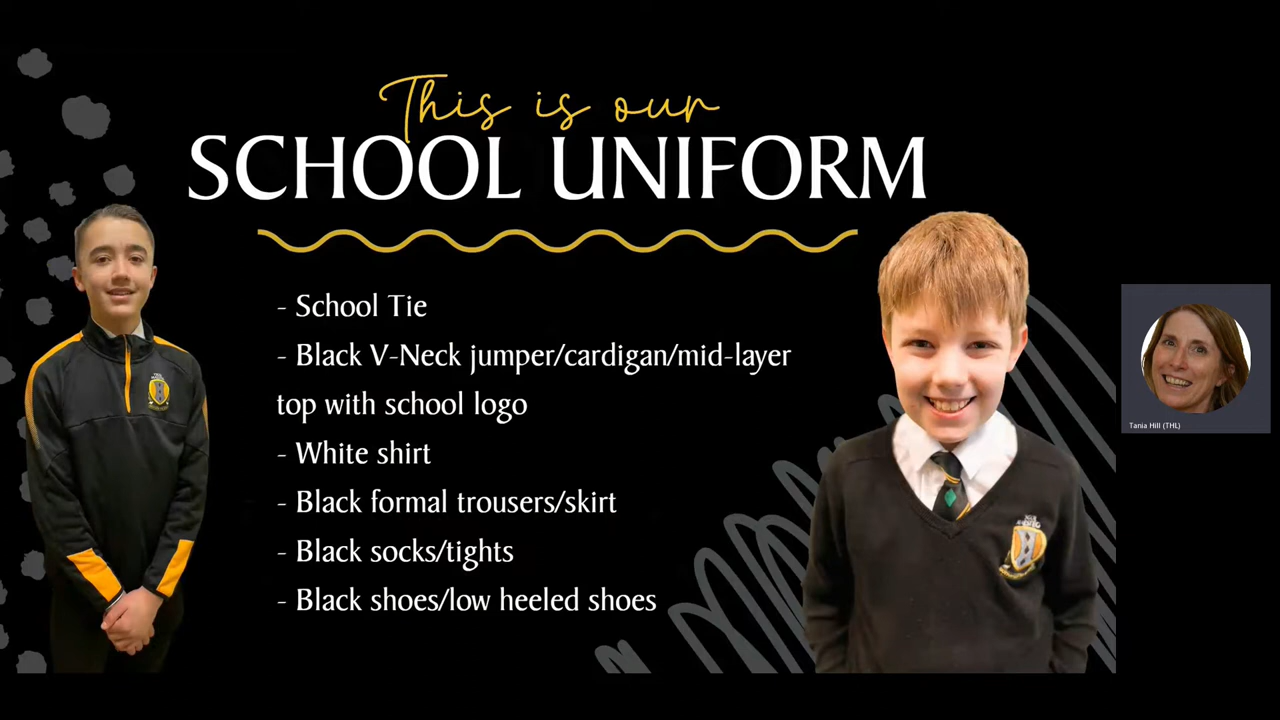 This is our
SCHOOL UNIFORM
- School Tie
- Black V-Neck jumper/cardigan/mid-layer
top with school logo
- White shirt
- Black formal trousers/skirt
- Black socks/tights
- Black shoes/low heeled shoes
Tania Hill (THL)